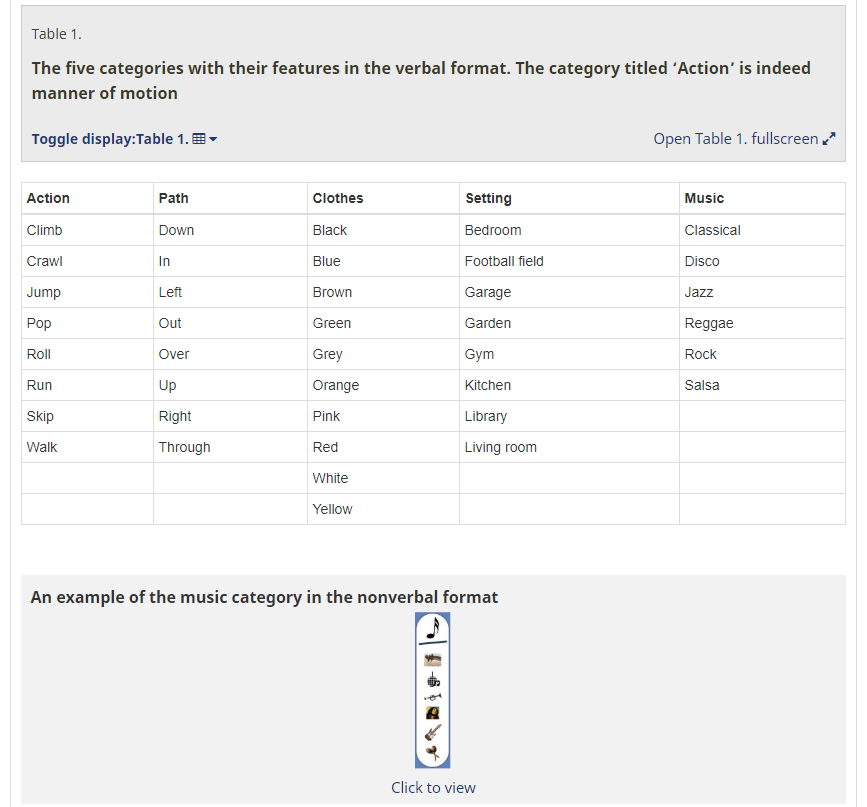 Table 1.
The five categories with their features in the verbal format. The category titled ‘Action’ is indeed
manner of motion
Toggle display:Table 1.
Open Table 1. fullscreen
Action Path Clothes Setting Music
Climb Down Black Bedroom Classical
Crawl In Blue Football field Disco
Jump Left Brown Garage Jazz
Pop Out Green Garden Reggae
Roll Over Grey Gym Rock
Run Up Orange Kitchen Salsa
Skip Right Pink Library
Walk Through Red Living room
White
Yellow
An example of the music category in the nonverbal format
Click to view